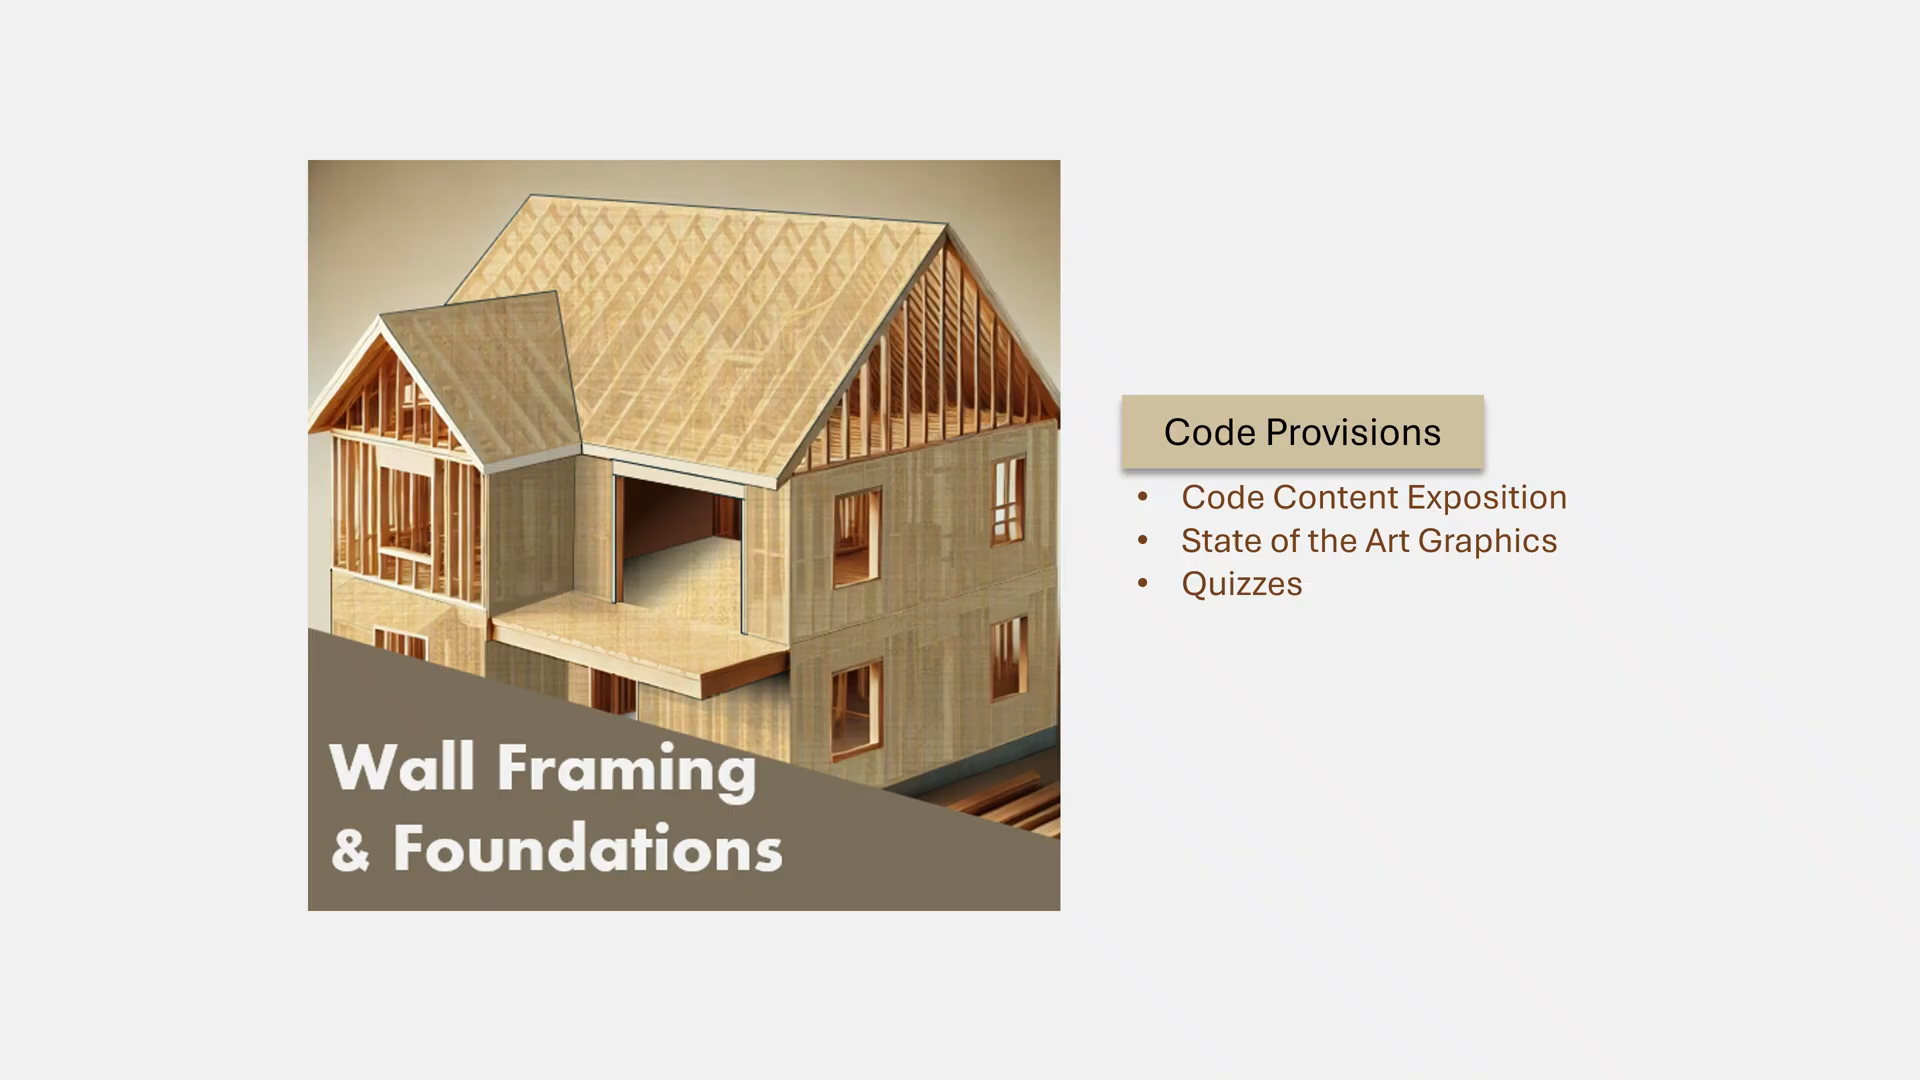 Wall Framing
& Foundations
Code Provisions
• Code Content Exposition
• State of the Art Graphics
• Quizzes